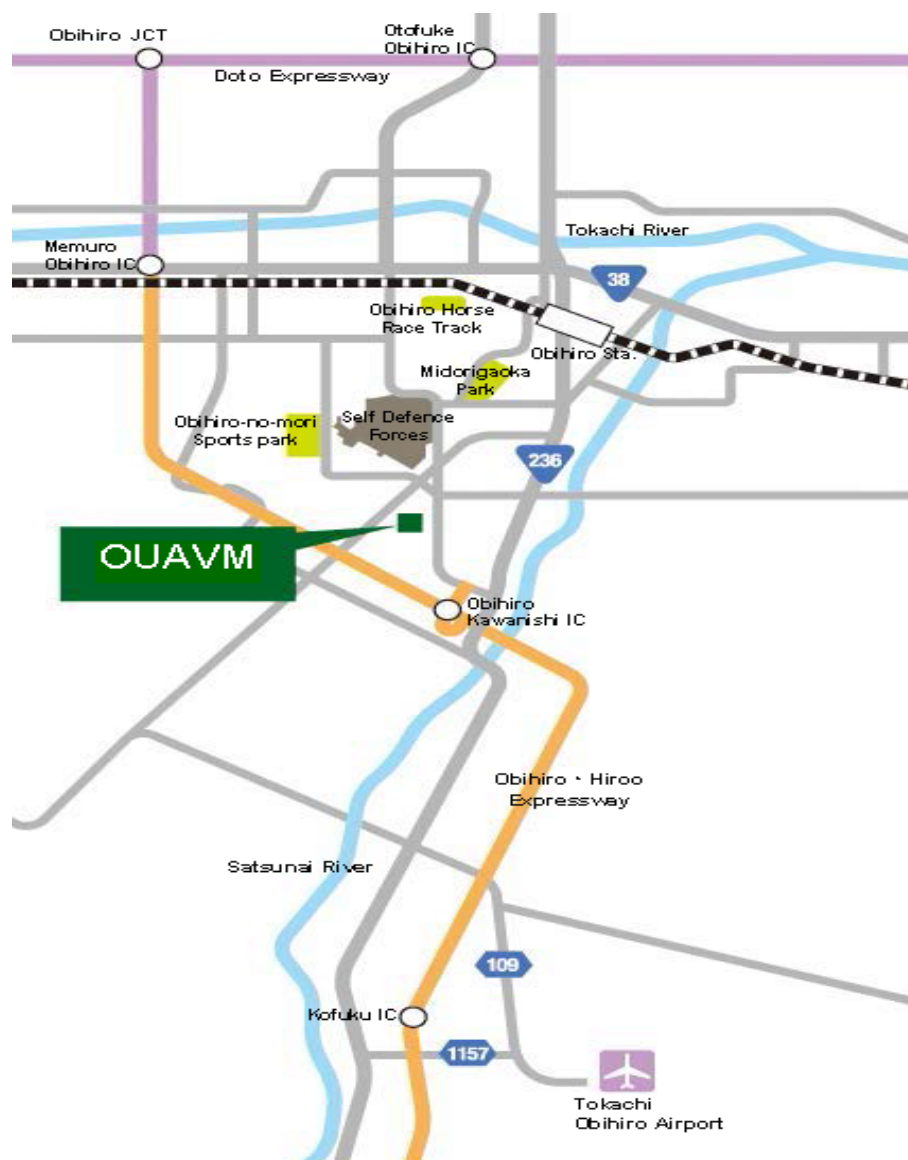 Obihiro JCT
Otofuke
Obihiro IC
Doto Expressway
Tokachi River
Memuro
Obihiro IC
38
Obihiro Horse
Race Track
Obihiro Sta.
Midorigaoka
Park
Obihiro-no-mori
Sports park
Self Defence
Forces
236
OUAVM
Obihiro
Kawanishi IC
Obihiro・Hiroo
Expressway
Satsunai River
109
Kofuku IC
1157
Tokachi
Obihiro Airport